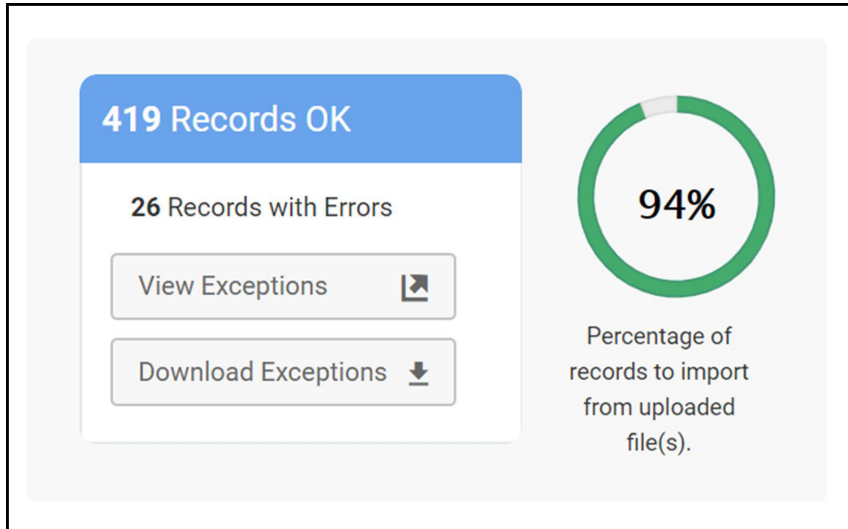 419 Records OK
26 Records with Errors
View Exceptions
Download Exceptions
94%
Percentage of
records to import
from uploaded
file(s).